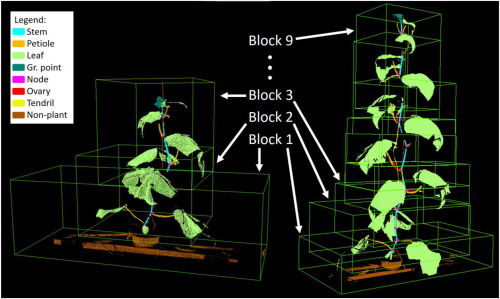 Legend:
Stem
Petiole
Leaf
Gr. point
Node
Ovary
Tendril
Non-plant
Block 9
Block 3
Block 2
Block 1